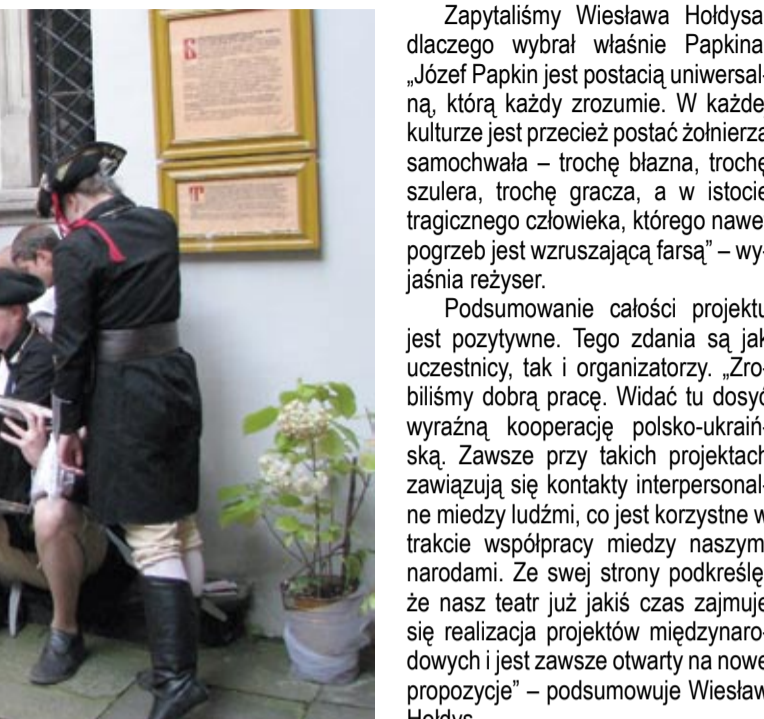 Zapytaliśmy Wiesława Hołdysa
dlaczego wybrał właśnie Papkina
„Józef Papkin jest postacią uniwersal-
ną, którą każdy zrozumie. W każde
kulturze jest przecież postać żołnierza
samochwała – trochę błazna, trochę
szulera, trochę gracza, a w istocie
tragicznego człowieka, którego nawe
pogrzeb jest wzruszającą farsą” – wy-
jaśnia reżyser.
Podsumowanie całości projektu
jest pozytywne. Tego zdania są jak
uczestnicy, tak i organizatorzy. „Zro-
biliśmy dobrą pracę. Widać tu dosyć
wyraźną kooperację polsko-ukraiń-
ską. Zawsze przy takich projektach
zawiązują się kontakty interpersonal-
ne miedzy ludźmi, co jest korzystne w
trakcie współpracy miedzy naszym
narodami. Ze swej strony podkreślę
że nasz teatr już jakiś czas zajmuje
się realizacja projektów międzynaro-
dowych i jest zawsze otwarty na nowe
propozycje” – podsumowuje Wiesław
Hołdys.